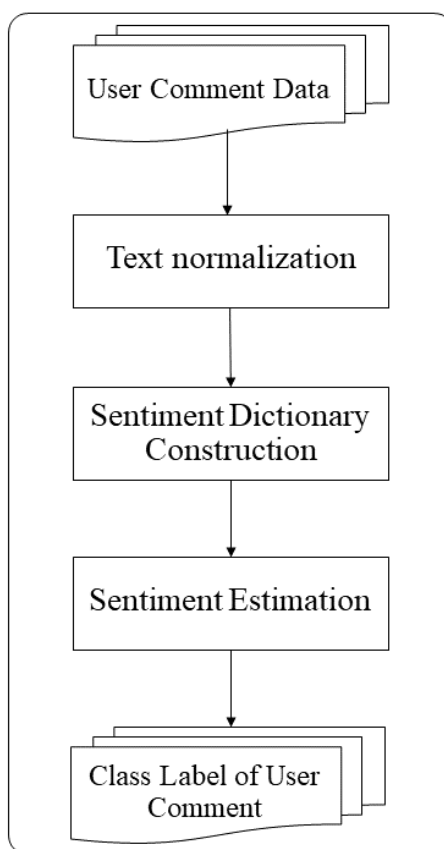 User Comment Data
Text normalization
Sentiment Dictionary
Construction
Sentiment Estimation
Class Label of User
Comment